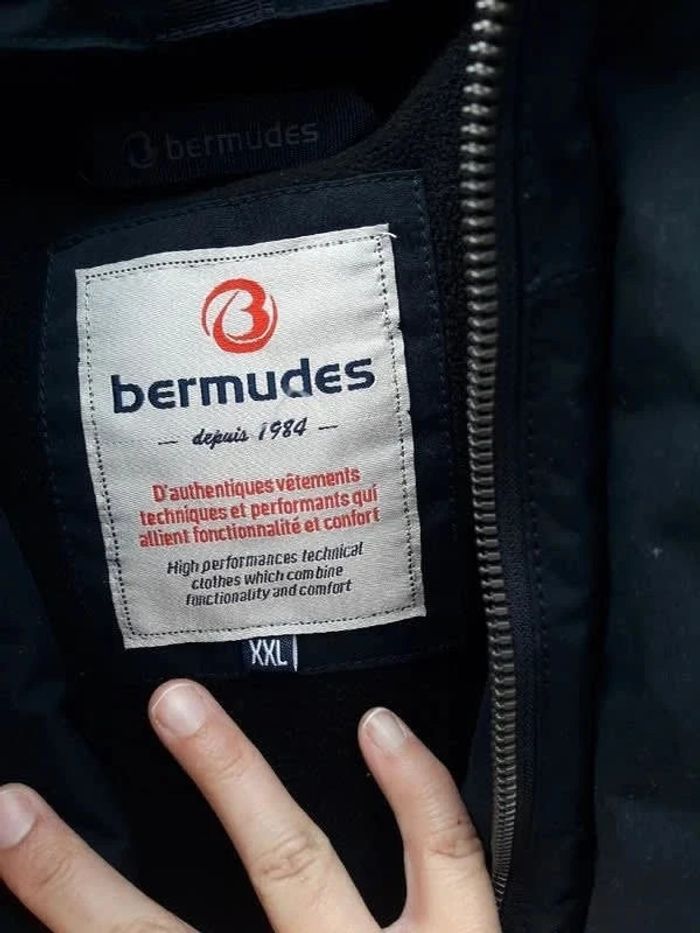 bermudes
bermudes
— depuis 1984 —
D'authentiques vêtements
techniques et performants qui
allient fonctionnalité et confort
High performances technical
clothes which combine
functionality and comfort
XXL